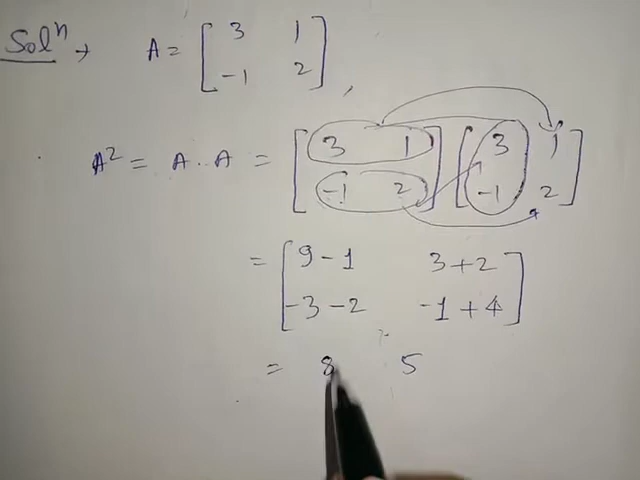 Solⁿ → A = [ 3 1
-1 2 ] ,
A² = A . A = [ 3 1 ] [ 3 1 ]
[ -1 2 ] [ -1 2 ]
= [ 9 - 1 3 + 2
-3 - 2 -1 + 4 ]
= 8 5